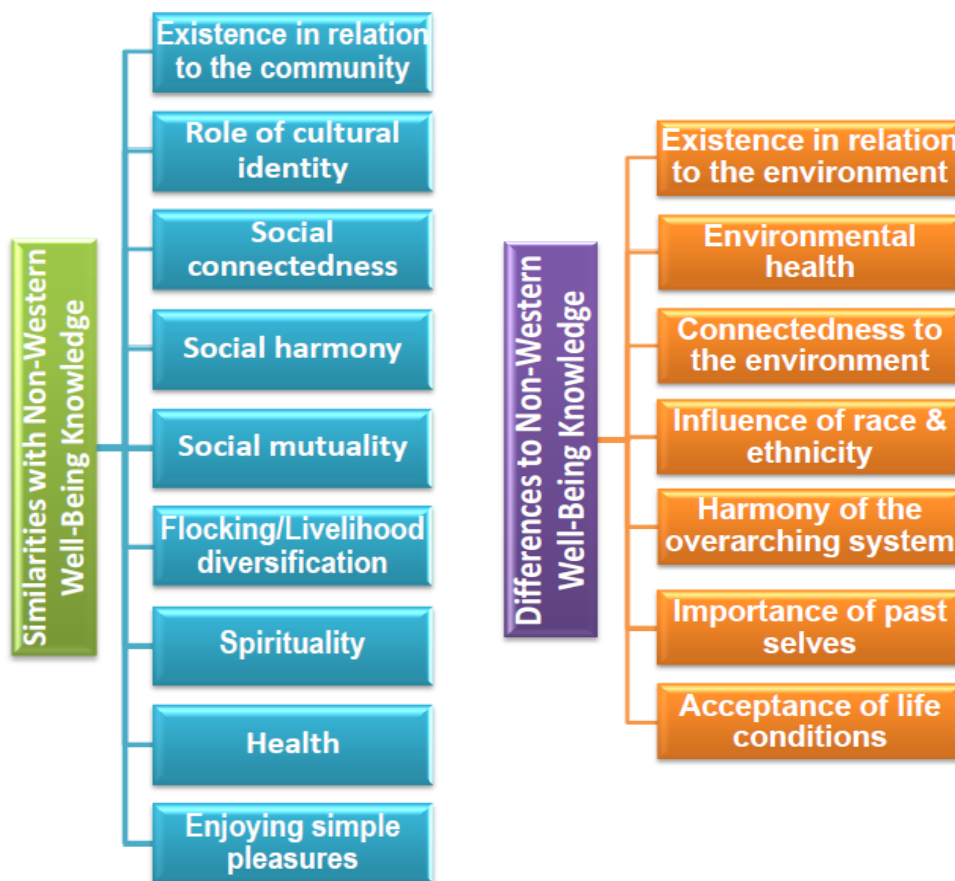 Similarities with Non-Western
Well-Being Knowledge
Existence in relation
to the community
Role of cultural
identity
Social
connectedness
Social harmony
Social mutuality
Flocking/Livelihood
diversification
Spirituality
Health
Enjoying simple
pleasures
Differences to Non-Western
Well-Being Knowledge
Existence in relation
to the environment
Environmental
health
Connectedness to
the environment
Influence of race &
ethnicity
Harmony of the
overarching system
Importance of past
selves
Acceptance of life
conditions